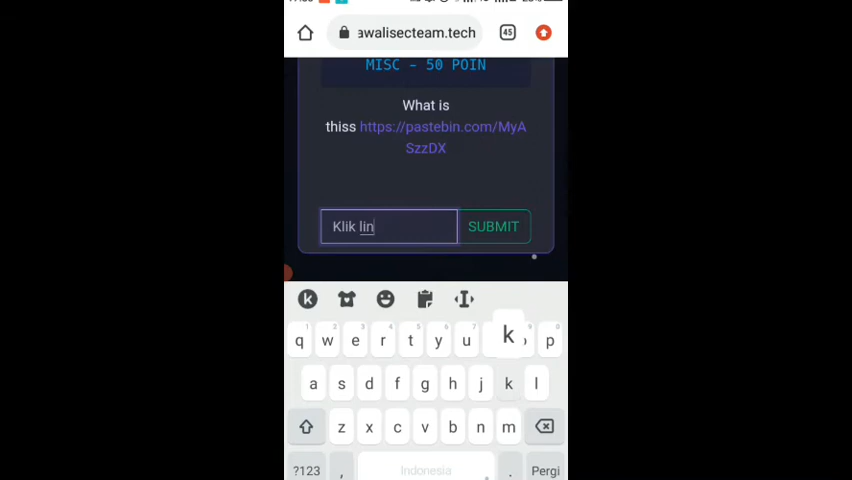 awalisecteam.tech
45
MISC - 50 POIN
What is
thiss https://pastebin.com/MyA
SzzDX
Klik lin
SUBMIT
k
q w e r t y u p
a s d f g h j k l
z x c v b n m
?123 , Indonesia . Pergi